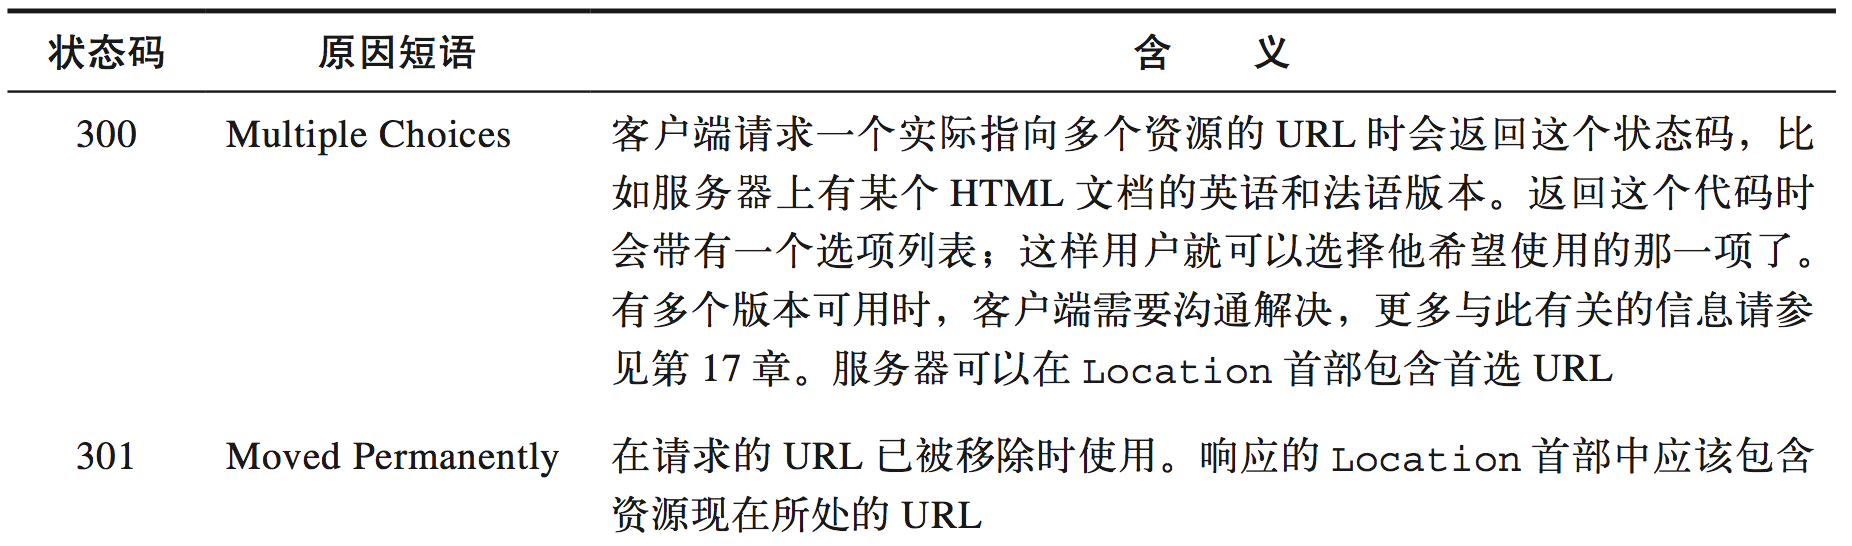 状态码 原因短语 含 义
300 Multiple Choices 客户端请求一个实际指向多个资源的 URL 时会返回这个状态码，比
如服务器上有某个 HTML 文档的英语和法语版本。返回这个代码时
会带有一个选项列表；这样用户就可以选择他希望使用的那一项了。
有多个版本可用时，客户端需要沟通解决，更多与此有关的信息请参
见第 17 章。服务器可以在 Location 首部包含首选 URL
301 Moved Permanently 在请求的 URL 已被移除时使用。响应的 Location 首部中应该包含
资源现在所处的 URL